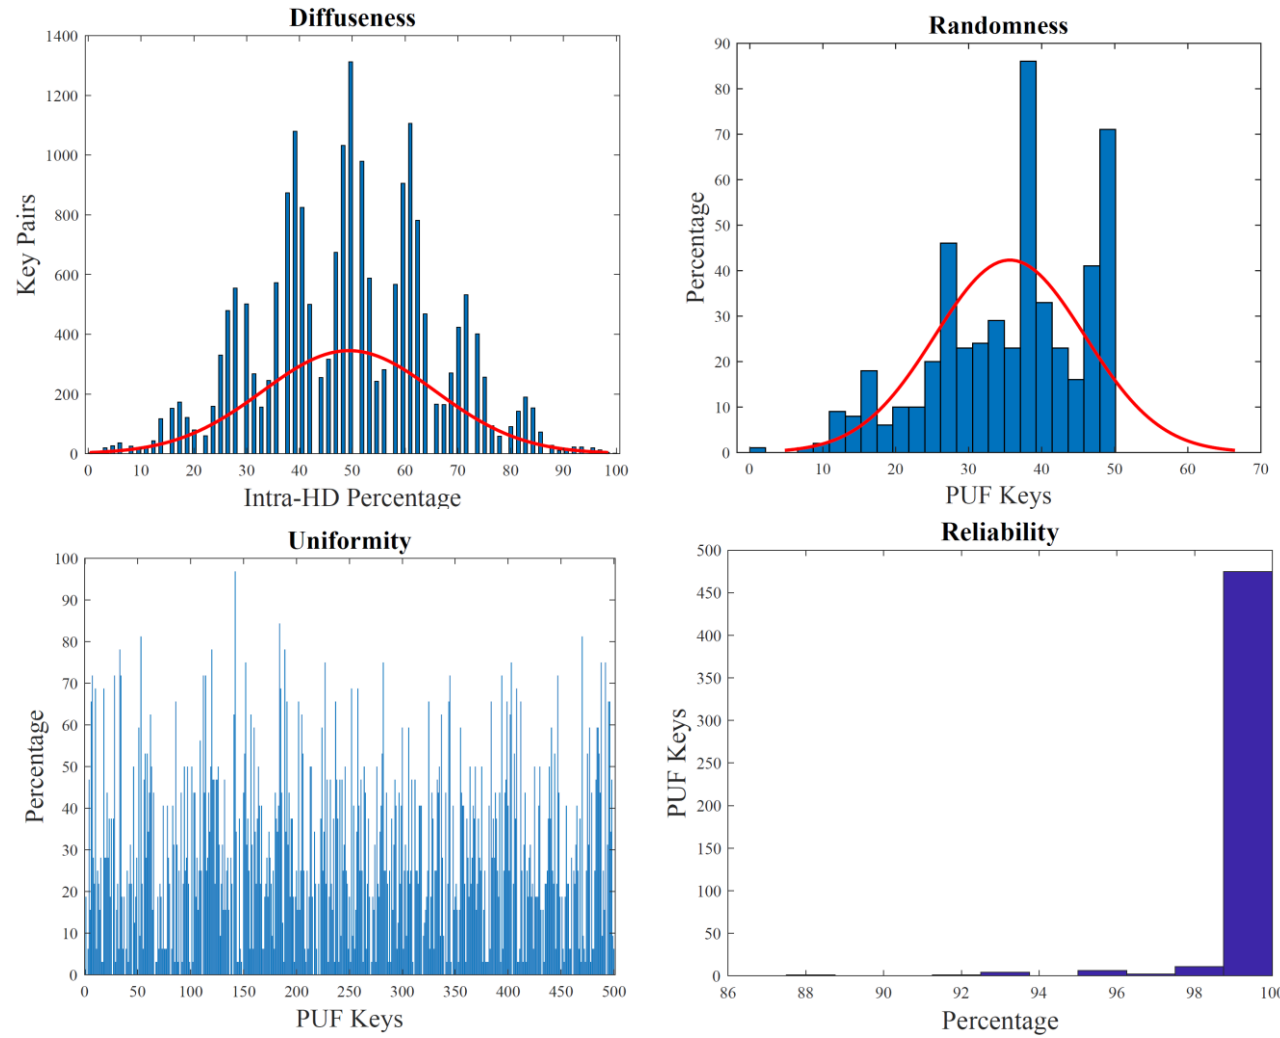 Diffuseness
1400
1200
1000
800
600
400
200
0
Key Pairs
0 10 20 30 40 50 60 70 80 90 100
Intra-HD Percentage
Randomness
90
80
70
60
50
40
30
20
10
0
Percentage
0 10 20 30 40 50 60 70
PUF Keys
Uniformity
100
90
80
70
60
50
40
30
20
10
0
Percentage
0 50 100 150 200 250 300 350 400 450 500
PUF Keys
Reliability
500
450
400
350
300
250
200
150
100
50
0
PUF Keys
86 88 90 92 94 96 98 100
Percentage